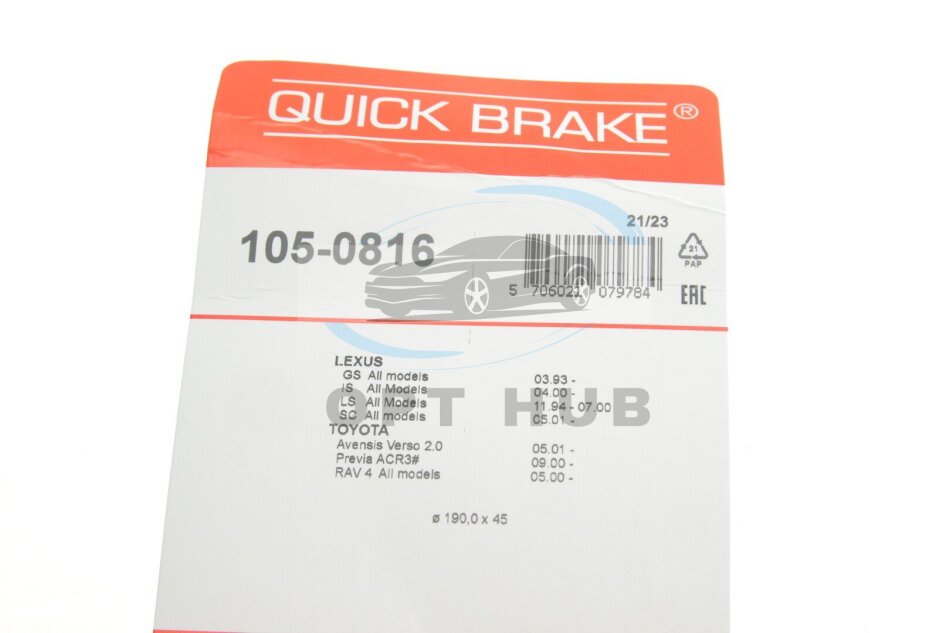 QUICK BRAKE®
105-0816
21/23
21
PAP
5 706021 079784
EAC
LEXUS
GS All models 03.93 -
IS All Models 04.00 -
LS All Models 11.94 - 07.00
SC All models 05.01 -
TOYOTA
Avensis Verso 2.0 05.01 -
Previa ACR3# 09.00 -
RAV 4 All models 05.00 -
ø 190,0 x 45
OPT HUB